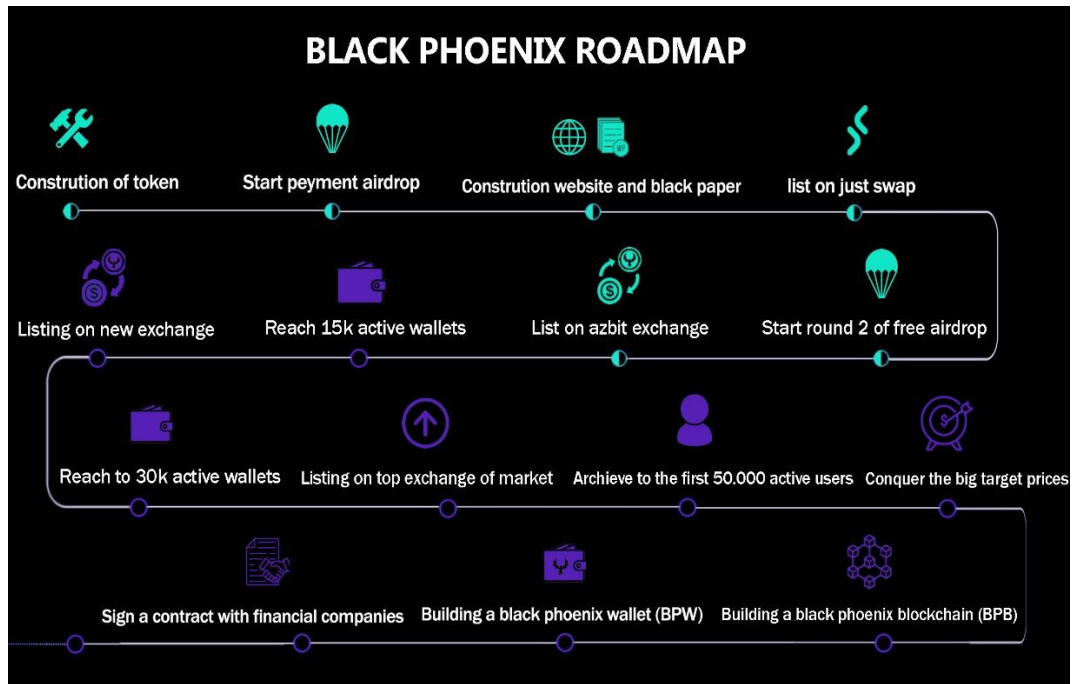 BLACK PHOENIX ROADMAP
Constrution of token
Start peyment airdrop
Constrution website and black paper
list on just swap
WP
Listing on new exchange
Reach 15k active wallets
List on azbit exchange
Start round 2 of free airdrop
Reach to 30k active wallets
Listing on top exchange of market
Archieve to the first 50.000 active users
Conquer the big target prices
Sign a contract with financial companies
Building a black phoenix wallet (BPW)
Building a black phoenix blockchain (BPB)